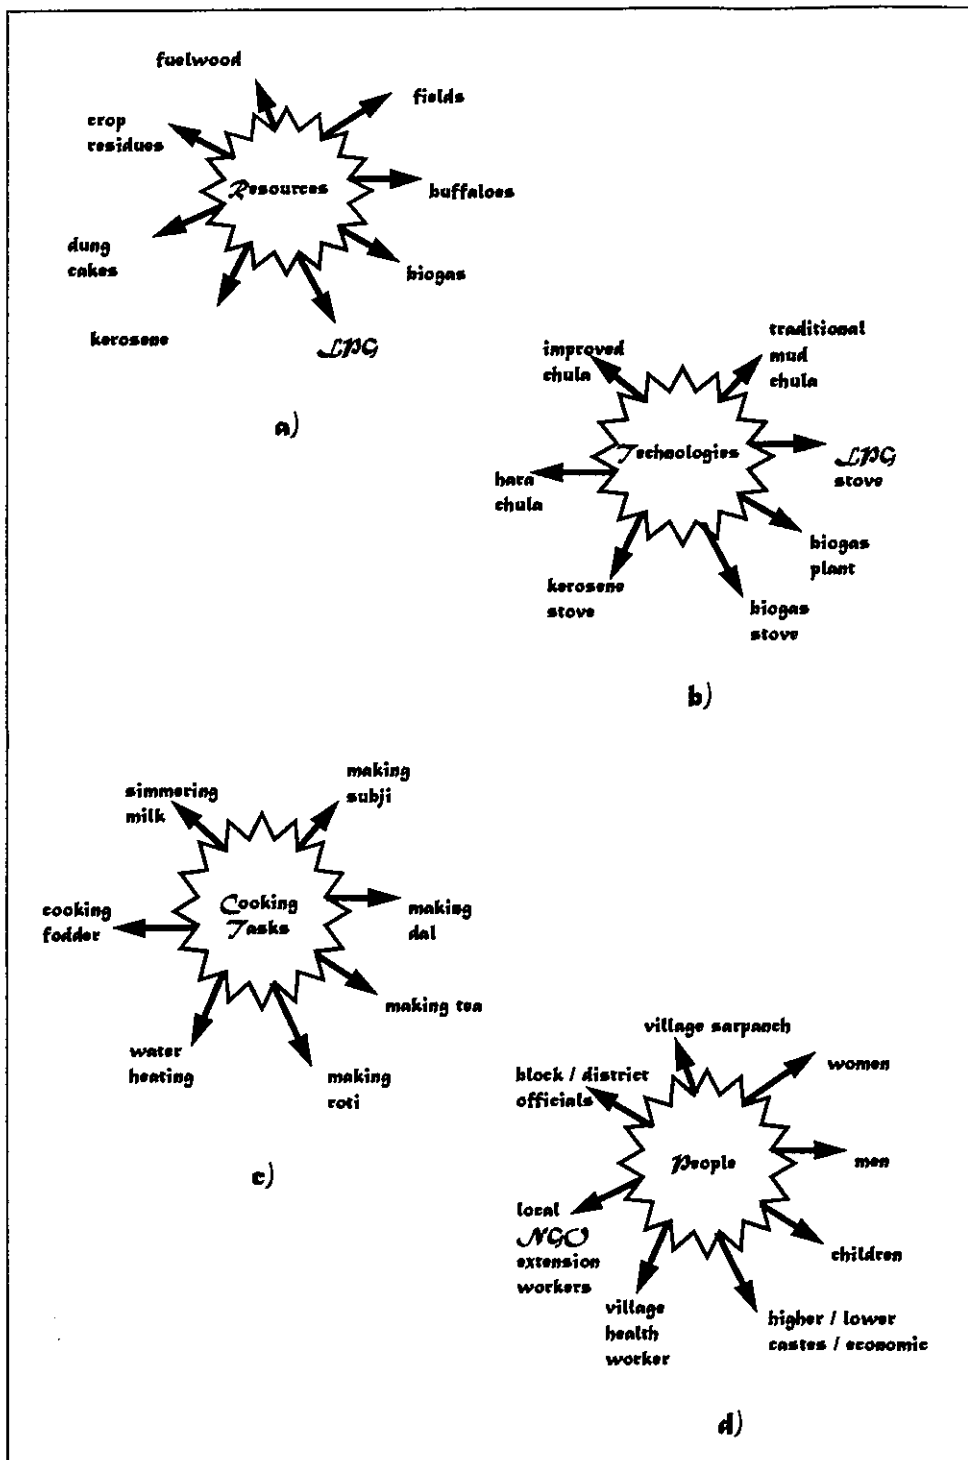 fuelwood
fields
crop
residues
Resources
buffaloes
dung
cakes
biogas
kerosene
LPG
a)
traditional
mud
chula
improved
chula
Technologies
LPG
stove
hara
chula
biogas
plant
kerosene
stove
biogas
stove
b)
making
subji
simmering
milk
Cooking
Tasks
cooking
fodder
making
dal
making tea
water
heating
making
roti
c)
village sarpanch
women
block / district
officials
People
men
local
NGO
extension
workers
children
village
health
worker
higher / lower
castes / economic
d)